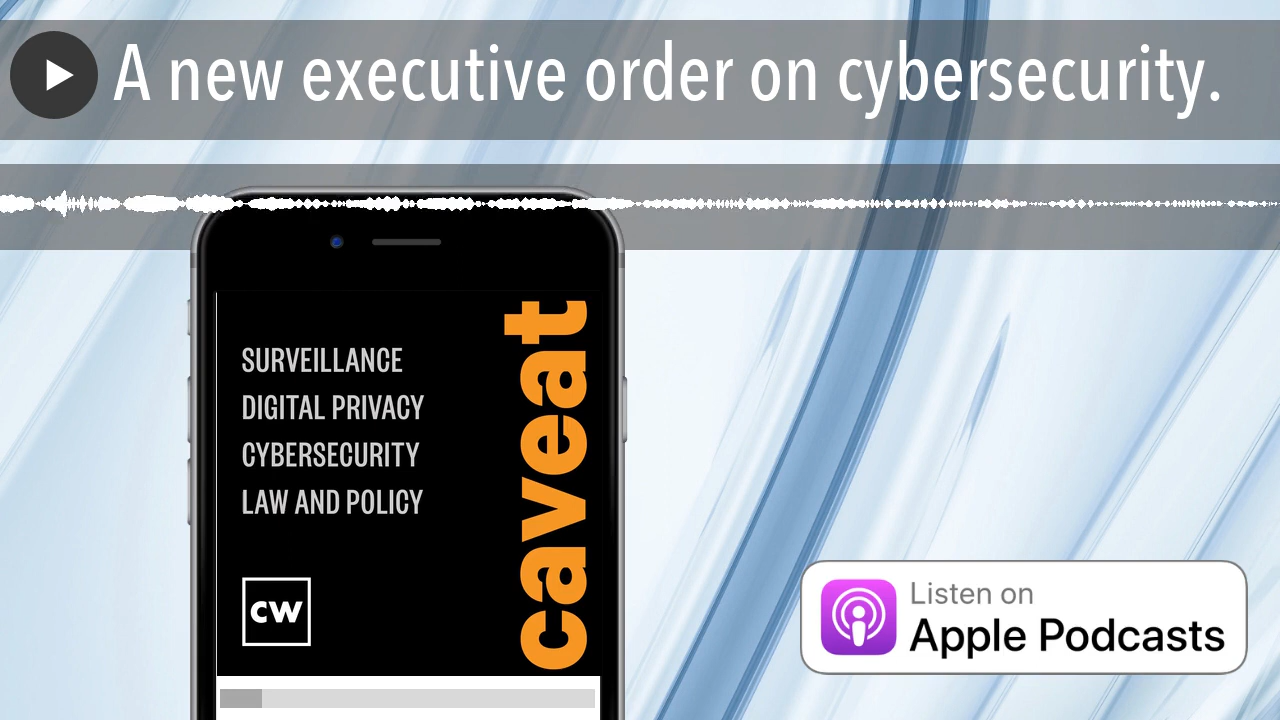 A new executive order on cybersecurity.
SURVEILLANCE
DIGITAL PRIVACY
CYBERSECURITY
LAW AND POLICY
caveat
CW
Listen on
Apple Podcasts